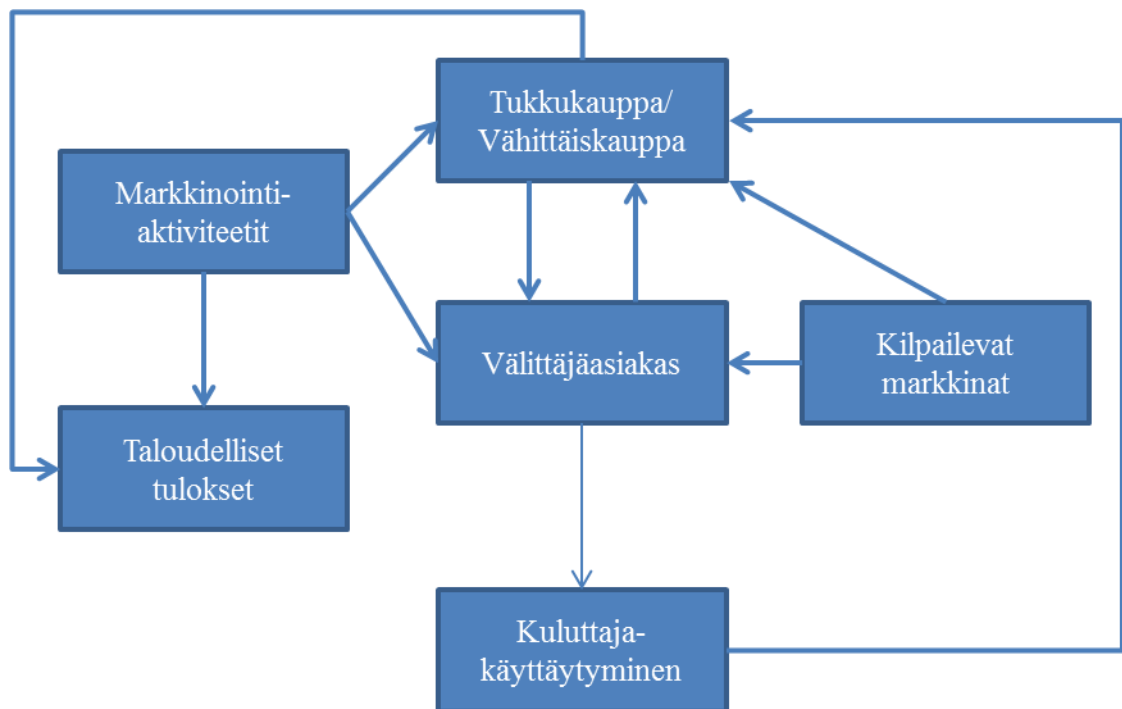 Tukkukauppa/
Vähittäiskauppa
Markkinointi-
aktiviteetit
Välittäjäasiakas
Kilpailevat
markkinat
Taloudelliset
tulokset
Kuluttaja-
käyttäytyminen